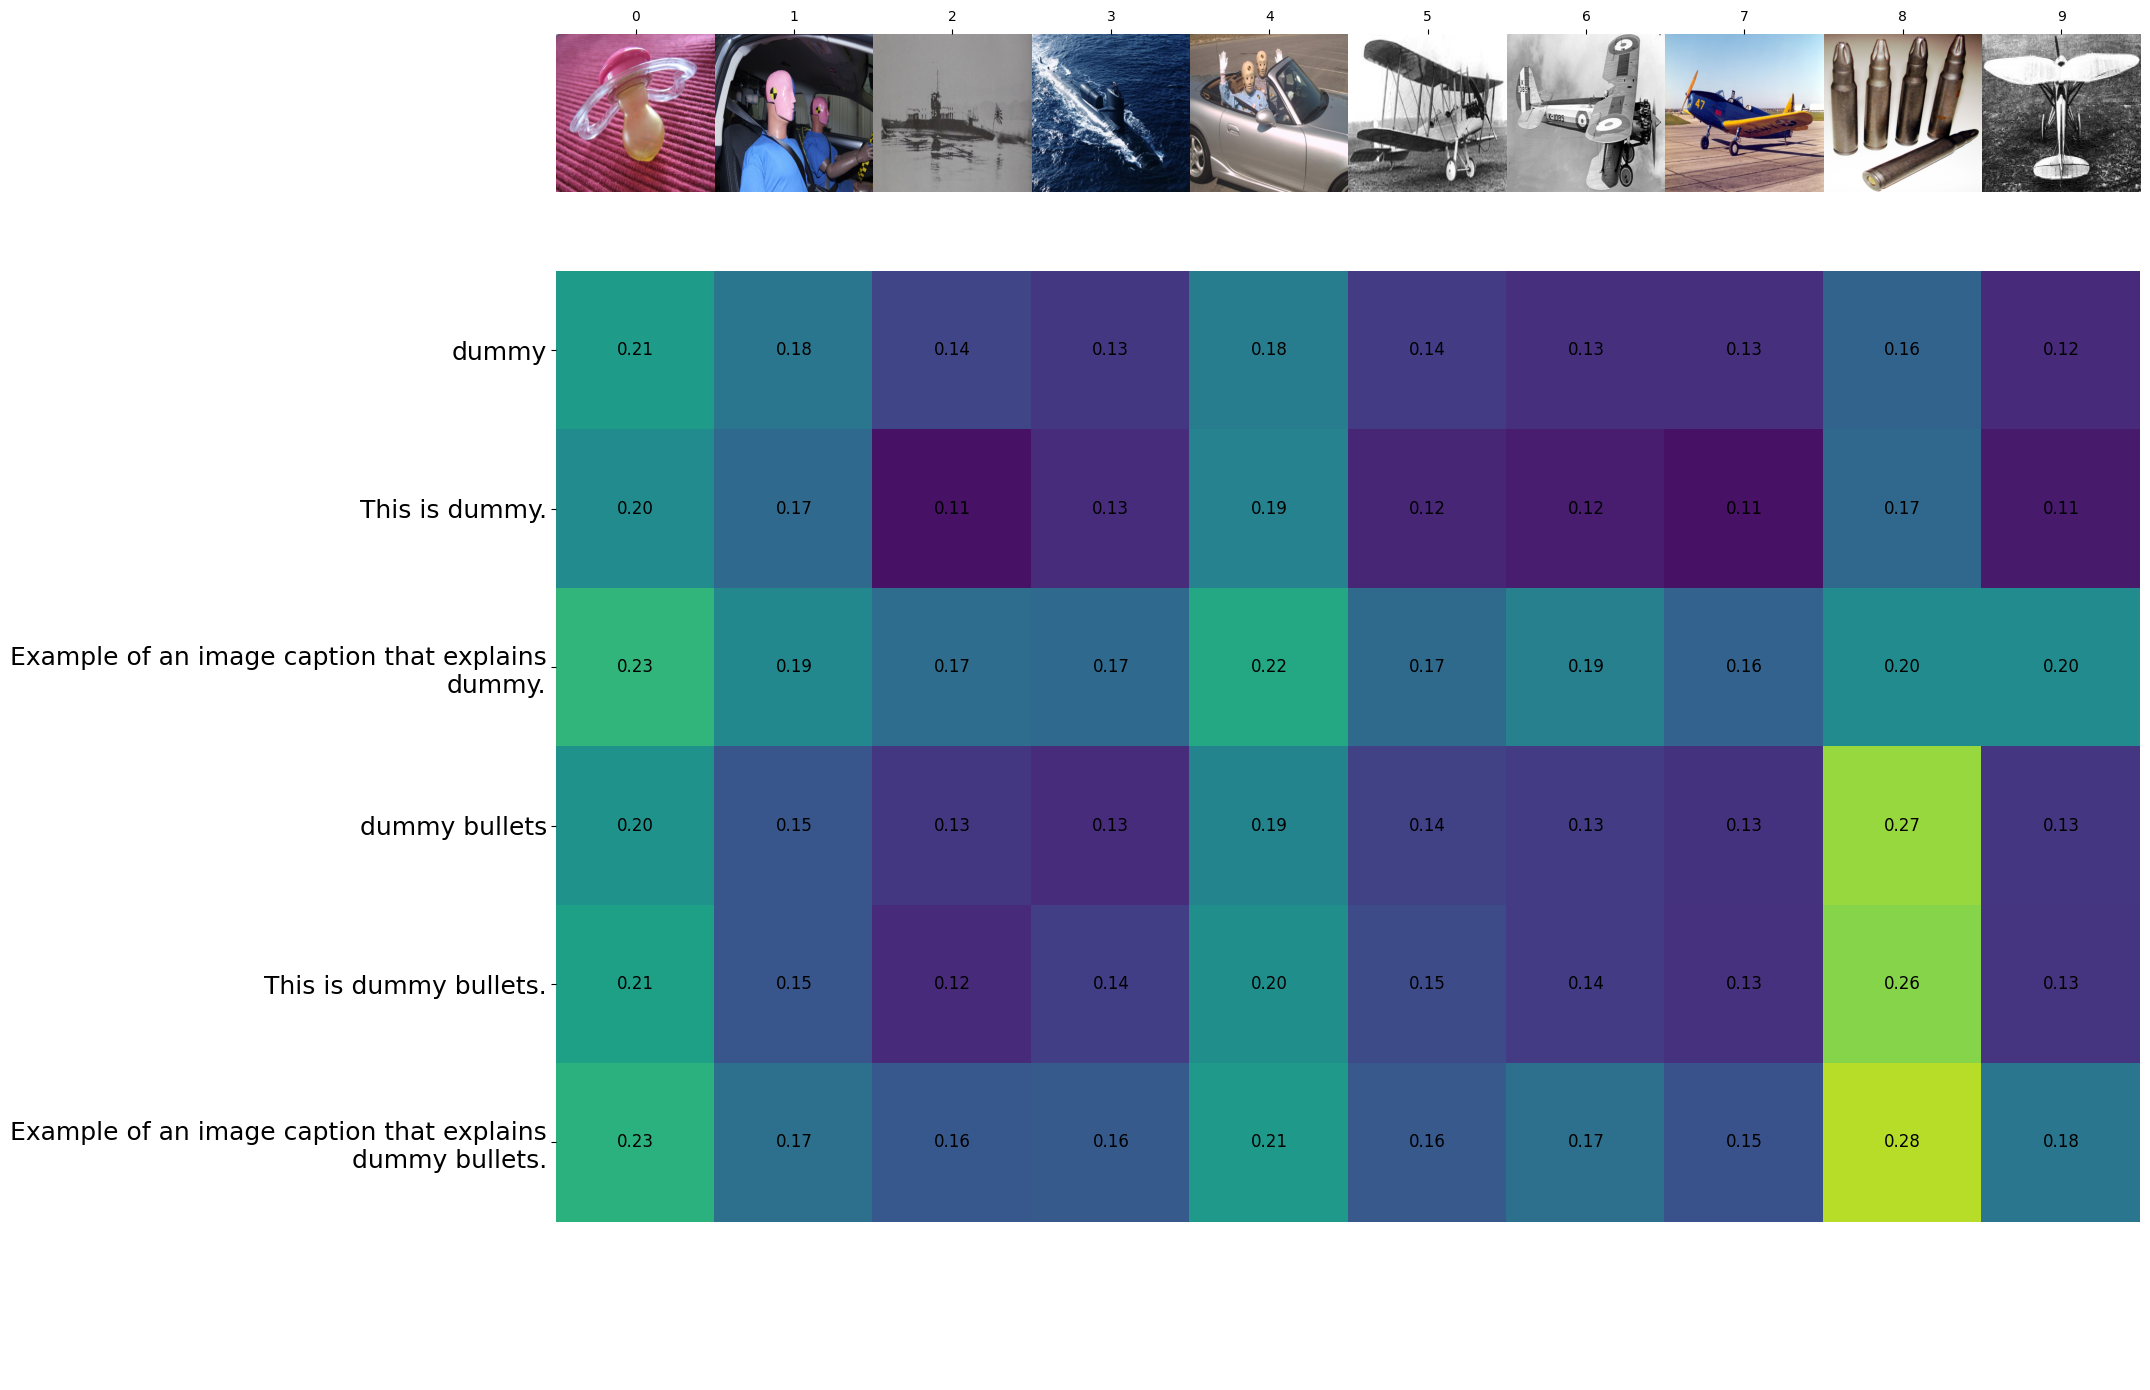 0 1 2 3 4 5 6 7 8 9
47
dummy 0.21 0.18 0.14 0.13 0.18 0.14 0.13 0.13 0.16 0.12
This is dummy. 0.20 0.17 0.11 0.13 0.19 0.12 0.12 0.11 0.17 0.11
Example of an image caption that explains
dummy. 0.23 0.19 0.17 0.17 0.22 0.17 0.19 0.16 0.20 0.20
dummy bullets 0.20 0.15 0.13 0.13 0.19 0.14 0.13 0.13 0.27 0.13
This is dummy bullets. 0.21 0.15 0.12 0.14 0.20 0.15 0.14 0.13 0.26 0.13
Example of an image caption that explains
dummy bullets. 0.23 0.17 0.16 0.16 0.21 0.16 0.17 0.15 0.28 0.18